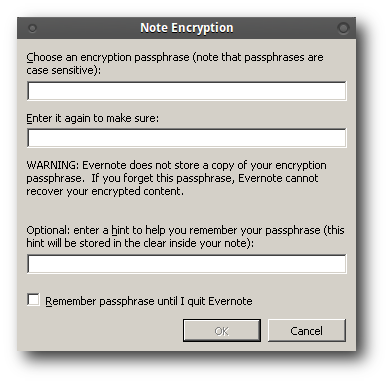 Note Encryption
Choose an encryption passphrase (note that passphrases are
case sensitive):
Enter it again to make sure:
WARNING: Evernote does not store a copy of your encryption
passphrase.  If you forget this passphrase, Evernote cannot
recover your encrypted content.
Optional: enter a hint to help you remember your passphrase (this
hint will be stored in the clear inside your note):
Remember passphrase until I quit Evernote
OK
Cancel